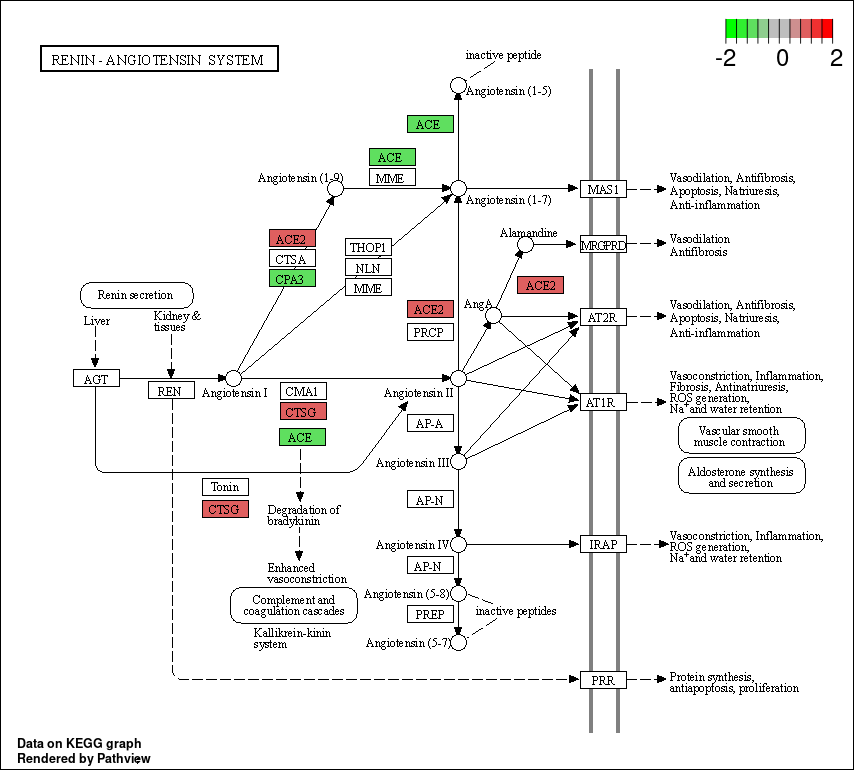 RENIN - ANGIOTENSIN SYSTEM
-2 0 2
inactive peptide
Angiotensin (1-5)
ACE
ACE
MME
Angiotensin (1-9)
Angiotensin (1-7)
MAS1
Vasodilation, Antifibrosis,
Apoptosis, Natriuresis,
Anti-inflammation
ACE2
CTSA
CPA3
THOP1
NLN
MME
Alamandine
MRGPRD
Vasodilation
Antifibrosis
ACE2
Renin secretion
Liver
Kidney &
tissues
ACE2
PRCP
AngA
AT2R
Vasodilation, Antifibrosis,
Apoptosis, Natriuresis,
Anti-inflammation
AGT
REN
Angiotensin I
CMA1
CTSG
ACE
Angiotensin II
AT1R
Vasoconstriction, Inflammation,
Fibrosis, Antinatriuresis,
ROS generation,
Na+ and water retention
Vascular smooth
muscle contraction
AP-A
Angiotensin III
Aldosterone synthesis
and secretion
Tonin
CTSG
Degradation of
bradykinin
AP-N
Angiotensin IV
IRAP
Vasoconstriction, Inflammation,
ROS generation,
Na+ and water retention
Enhanced
vasoconstriction
AP-N
Complement and
coagulation cascades
Angiotensin (5-8)
PREP
inactive peptides
Kallikrein-kinin
system
Angiotensin (5-7)
PRR
Protein synthesis,
antiapoptosis, proliferation
Data on KEGG graph
Rendered by Pathview